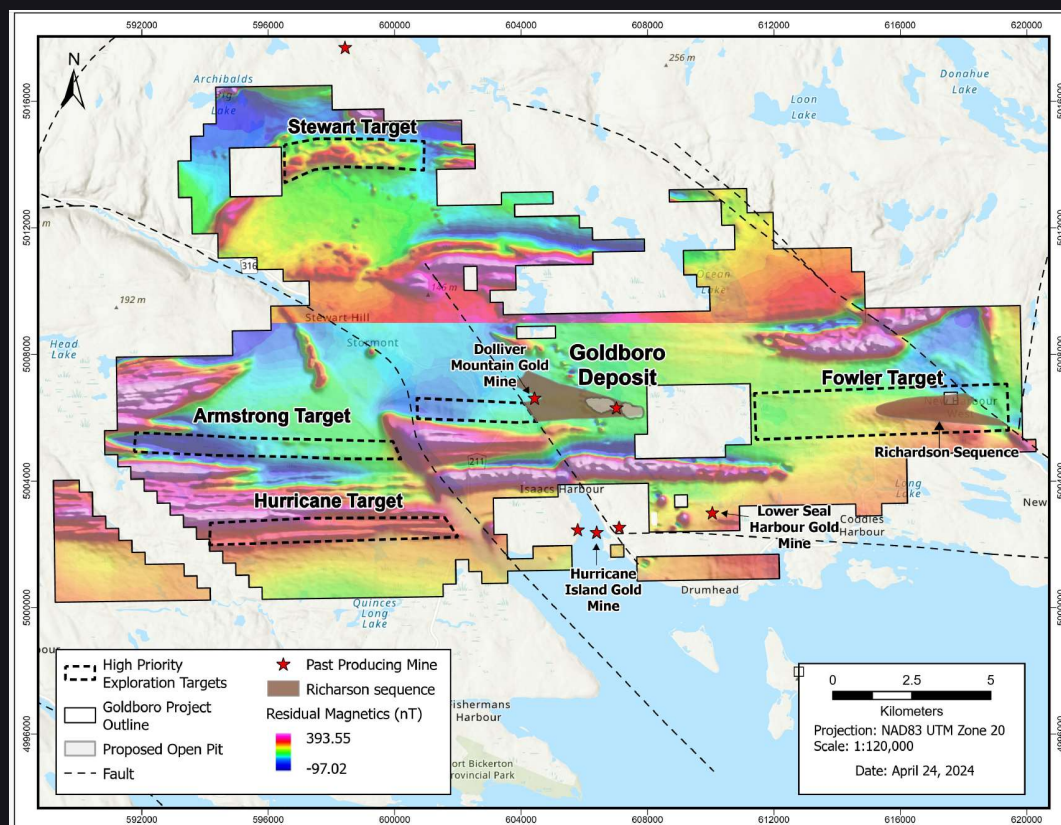 592000 596000 600000 604000 608000 612000 616000 620000
N
256 m
Archibalds
Lake
Donahue
Lake
Loon
Lake
5016000
Stewart Target
5012000
316
192 m
146 m
Ocean
Lake
Stewart Hill
Stormont
Head
Lake
5008000
Dolliver
Mountain Gold
Mine
Goldboro
Deposit
Fowler Target
Armstrong Target
Richardson Sequence
211
5004000
Hurricane Target
Isaacs Harbour
Long
Lake
New
Lower Seal
Harbour Gold
Mine
Coddles
Harbour
Hurricane
Island Gold
Mine
Drumhead
5000000
Quinces
Long
Lake
High Priority
Exploration Targets
Goldboro Project
Outline
Proposed Open Pit
Fault
Past Producing Mine
Richarson sequence
Residual Magnetics (nT)
393.55
-97.02
Fishermans
Harbour
Port Bickerton
Provincial Park
4996000
0 2.5 5
Kilometers
Projection: NAD83 UTM Zone 20
Scale: 1:120,000
Date: April 24, 2024
592000 596000 600000 604000 608000 612000 616000 620000